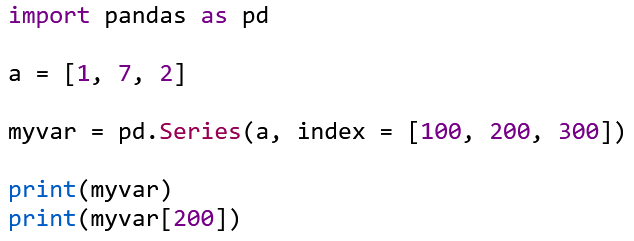 import pandas as pd
a = [1, 7, 2]
myvar = pd.Series(a, index = [100, 200, 300])
print(myvar)
print(myvar[200])